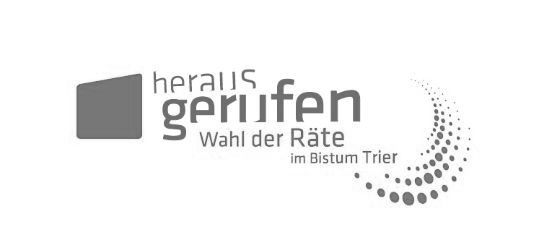 heraus
gerufen
Wahl der Räte
im Bistum Trier